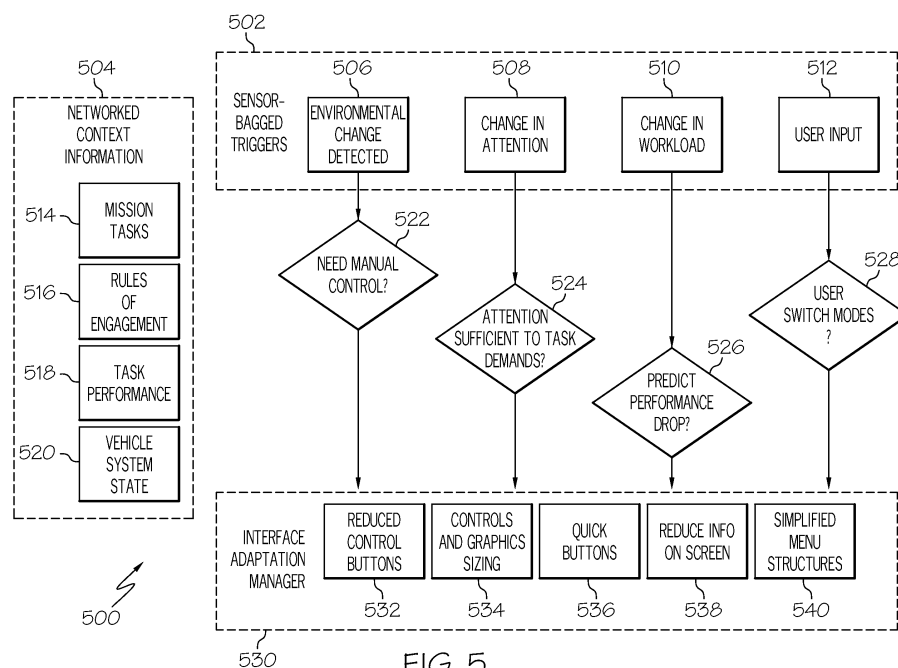 502
504
506
508
510
512
NETWORKED
CONTEXT
INFORMATION
SENSOR-
BAGGED
TRIGGERS
ENVIRONMENTAL
CHANGE
DETECTED
CHANGE IN
ATTENTION
CHANGE IN
WORKLOAD
USER INPUT
514
MISSION
TASKS
516
RULES
OF
ENGAGEMENT
518
TASK
PERFORMANCE
520
VEHICLE
SYSTEM
STATE
522
NEED MANUAL
CONTROL?
524
ATTENTION
SUFFICIENT TO TASK
DEMANDS?
526
PREDICT
PERFORMANCE
DROP?
528
USER
SWITCH MODES
?
INTERFACE
ADAPTATION
MANAGER
REDUCED
CONTROL
BUTTONS
CONTROLS
AND GRAPHICS
SIZING
QUICK
BUTTONS
REDUCE INFO
ON SCREEN
SIMPLIFIED
MENU
STRUCTURES
532
534
536
538
540
500
530
FIG. 5